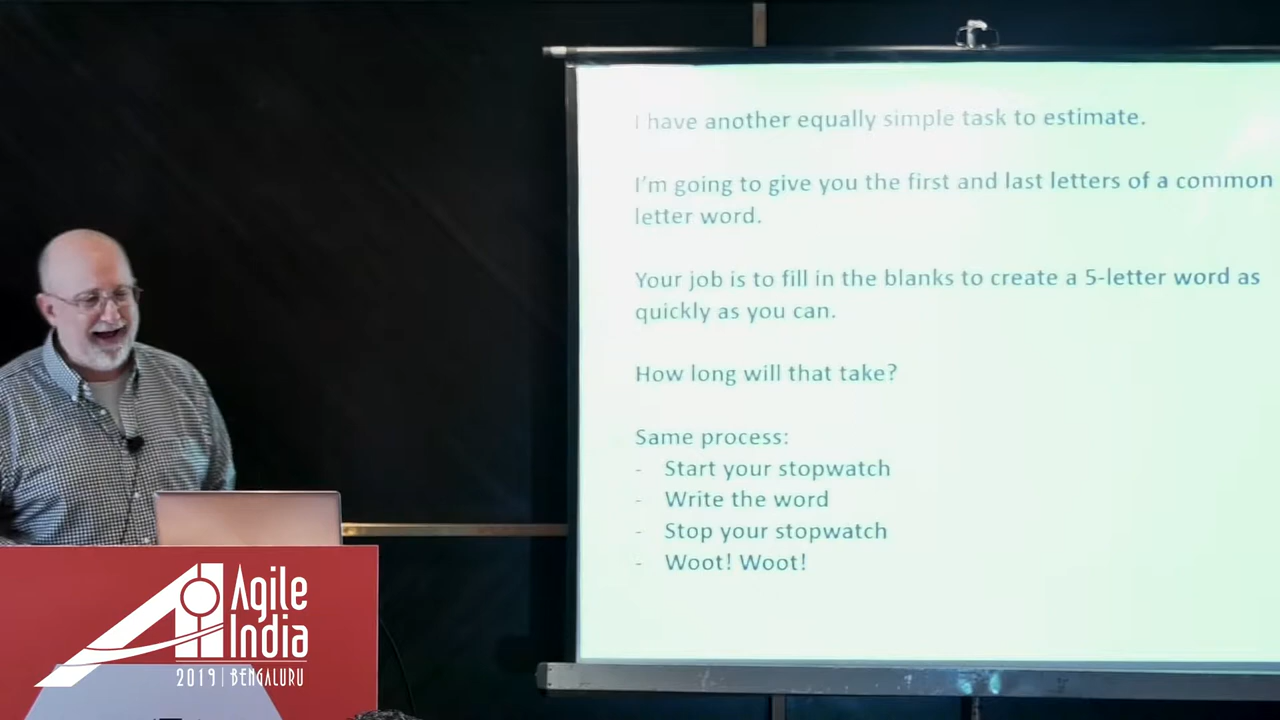 I have another equally simple task to estimate.
I'm going to give you the first and last letters of a common
letter word.
Your job is to fill in the blanks to create a 5-letter word as
quickly as you can.
How long will that take?
Same process:
- Start your stopwatch
- Write the word
- Stop your stopwatch
- Woot! Woot!
Agile
India
2019 | BENGALURU